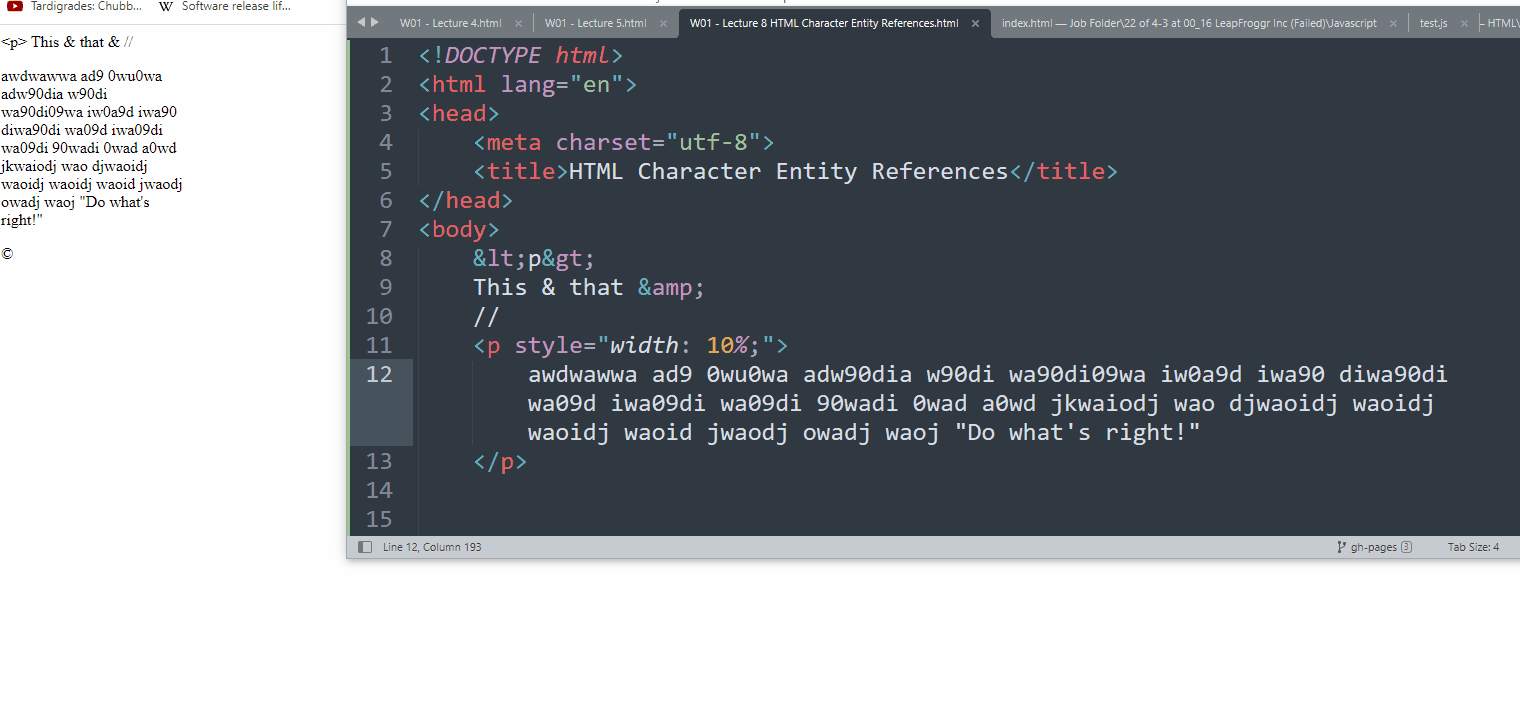 Tardigrades: Chubb...
Software release lif...
<p> This & that & //
awdwawwa ad9 0wu0wa
adw90dia w90di
wa90di09wa iw0a9d iwa90
diwa90di wa09d iwa09di
wa09di 90wadi 0wad a0wd
jkwaiodj wao djwaoidj
waoidj waoidj waoid jwaodj
owadj waoj "Do what's
right!"
©
W01 - Lecture 4.html
W01 - Lecture 5.html
W01 - Lecture 8 HTML Character Entity References.html
index.html — Job Folder\22 of 4-3 at 00_16 LeapFroggr Inc (Failed)\Javascript
test.js
- HTML\
1 <!DOCTYPE html>
2 <html lang="en">
3 <head>
4 <meta charset="utf-8">
5 <title>HTML Character Entity References</title>
6 </head>
7 <body>
8 &lt;p&gt;
9 This & that &amp;
10 //
11 <p style="width: 10%;">
12 awdwawwa ad9 0wu0wa adw90dia w90di wa90di09wa iw0a9d iwa90 diwa90di
wa09d iwa09di wa09di 90wadi 0wad a0wd jkwaiodj wao djwaoidj waoidj
waoidj waoid jwaodj owadj waoj "Do what's right!"
13 </p>
14
15
Line 12, Column 193
gh-pages 3
Tab Size: 4